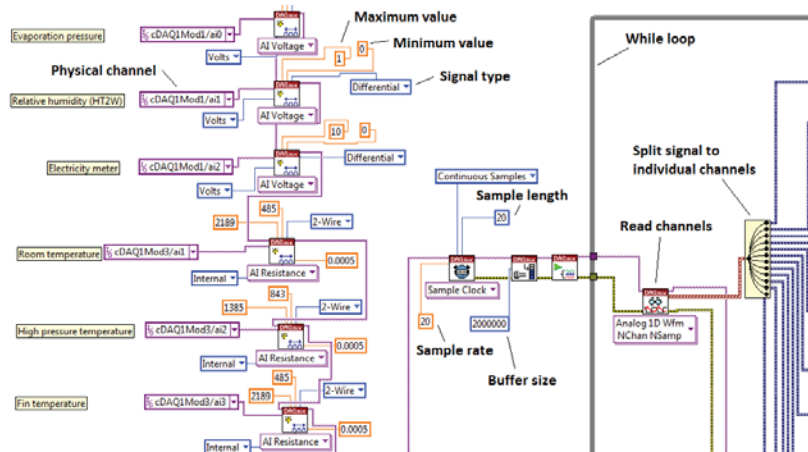 Evaporation pressure
cDAQ1Mod1/ai0
AI Voltage
Volts
Maximum value
1
0
Minimum value
Physical channel
Signal type
Differential
Relative humidity (HT2W)
cDAQ1Mod1/ai1
AI Voltage
Volts
10
0
Differential
Electricity meter
cDAQ1Mod1/ai2
AI Voltage
Volts
485
2189
2-Wire
Room temperature
cDAQ1Mod3/ai1
0.0005
Internal
AI Resistance
843
1385
2-Wire
High pressure temperature
cDAQ1Mod3/ai2
0.0005
Internal
AI Resistance
485
2189
2-Wire
Fin temperature
cDAQ1Mod3/ai3
0.0005
Internal
AI Resistance
Continuous Samples
Sample length
20
Sample Clock
20
Sample rate
2000000
Buffer size
While loop
Split signal to
individual channels
Read channels
Analog 1D Wfm
NChan NSamp